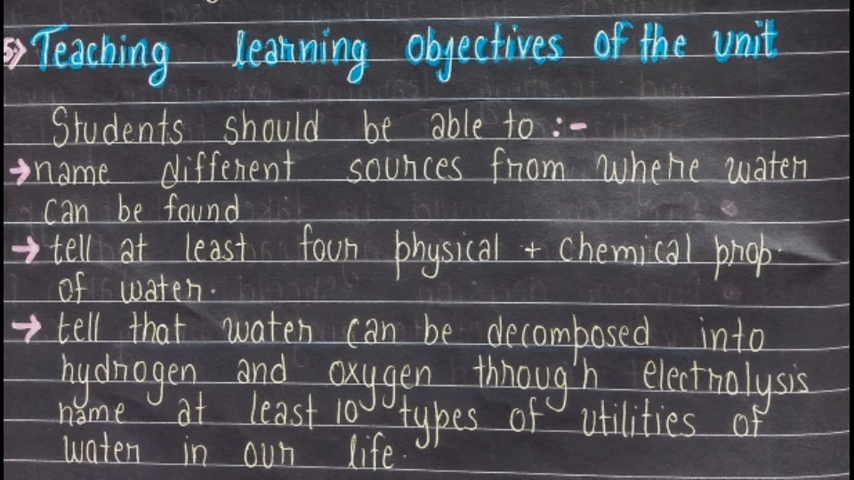 5) Teaching learning objectives of the unit
Students should be able to :-
→ name different sources from where water
can be found
→ tell at least four physical + chemical prop.
of water.
→ tell that water can be decomposed into
hydrogen and oxygen through electrolysis
name at least 10 types of utilities of
water in our life.